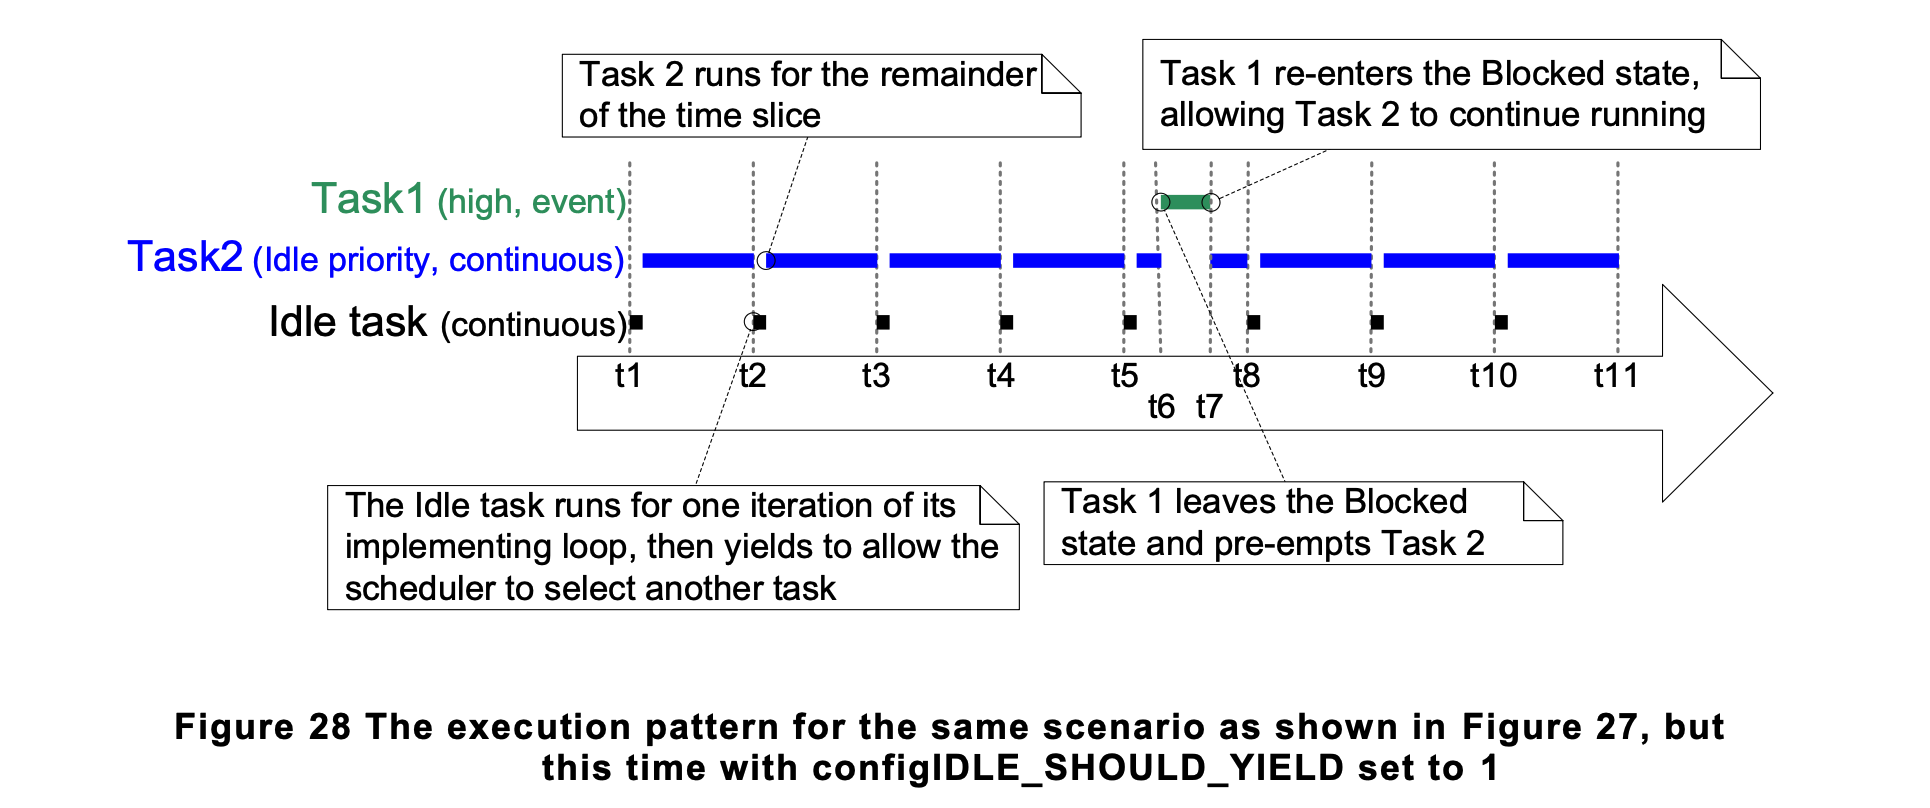 Task 2 runs for the remainder
of the time slice
Task 1 re-enters the Blocked state,
allowing Task 2 to continue running
Task1 (high, event)
Task2 (Idle priority, continuous)
Idle task (continuous)
t1 t2 t3 t4 t5 t8 t9 t10 t11
t6 t7
The Idle task runs for one iteration of its
implementing loop, then yields to allow the
scheduler to select another task
Task 1 leaves the Blocked
state and pre-empts Task 2
Figure 28 The execution pattern for the same scenario as shown in Figure 27, but
this time with configIDLE_SHOULD_YIELD set to 1